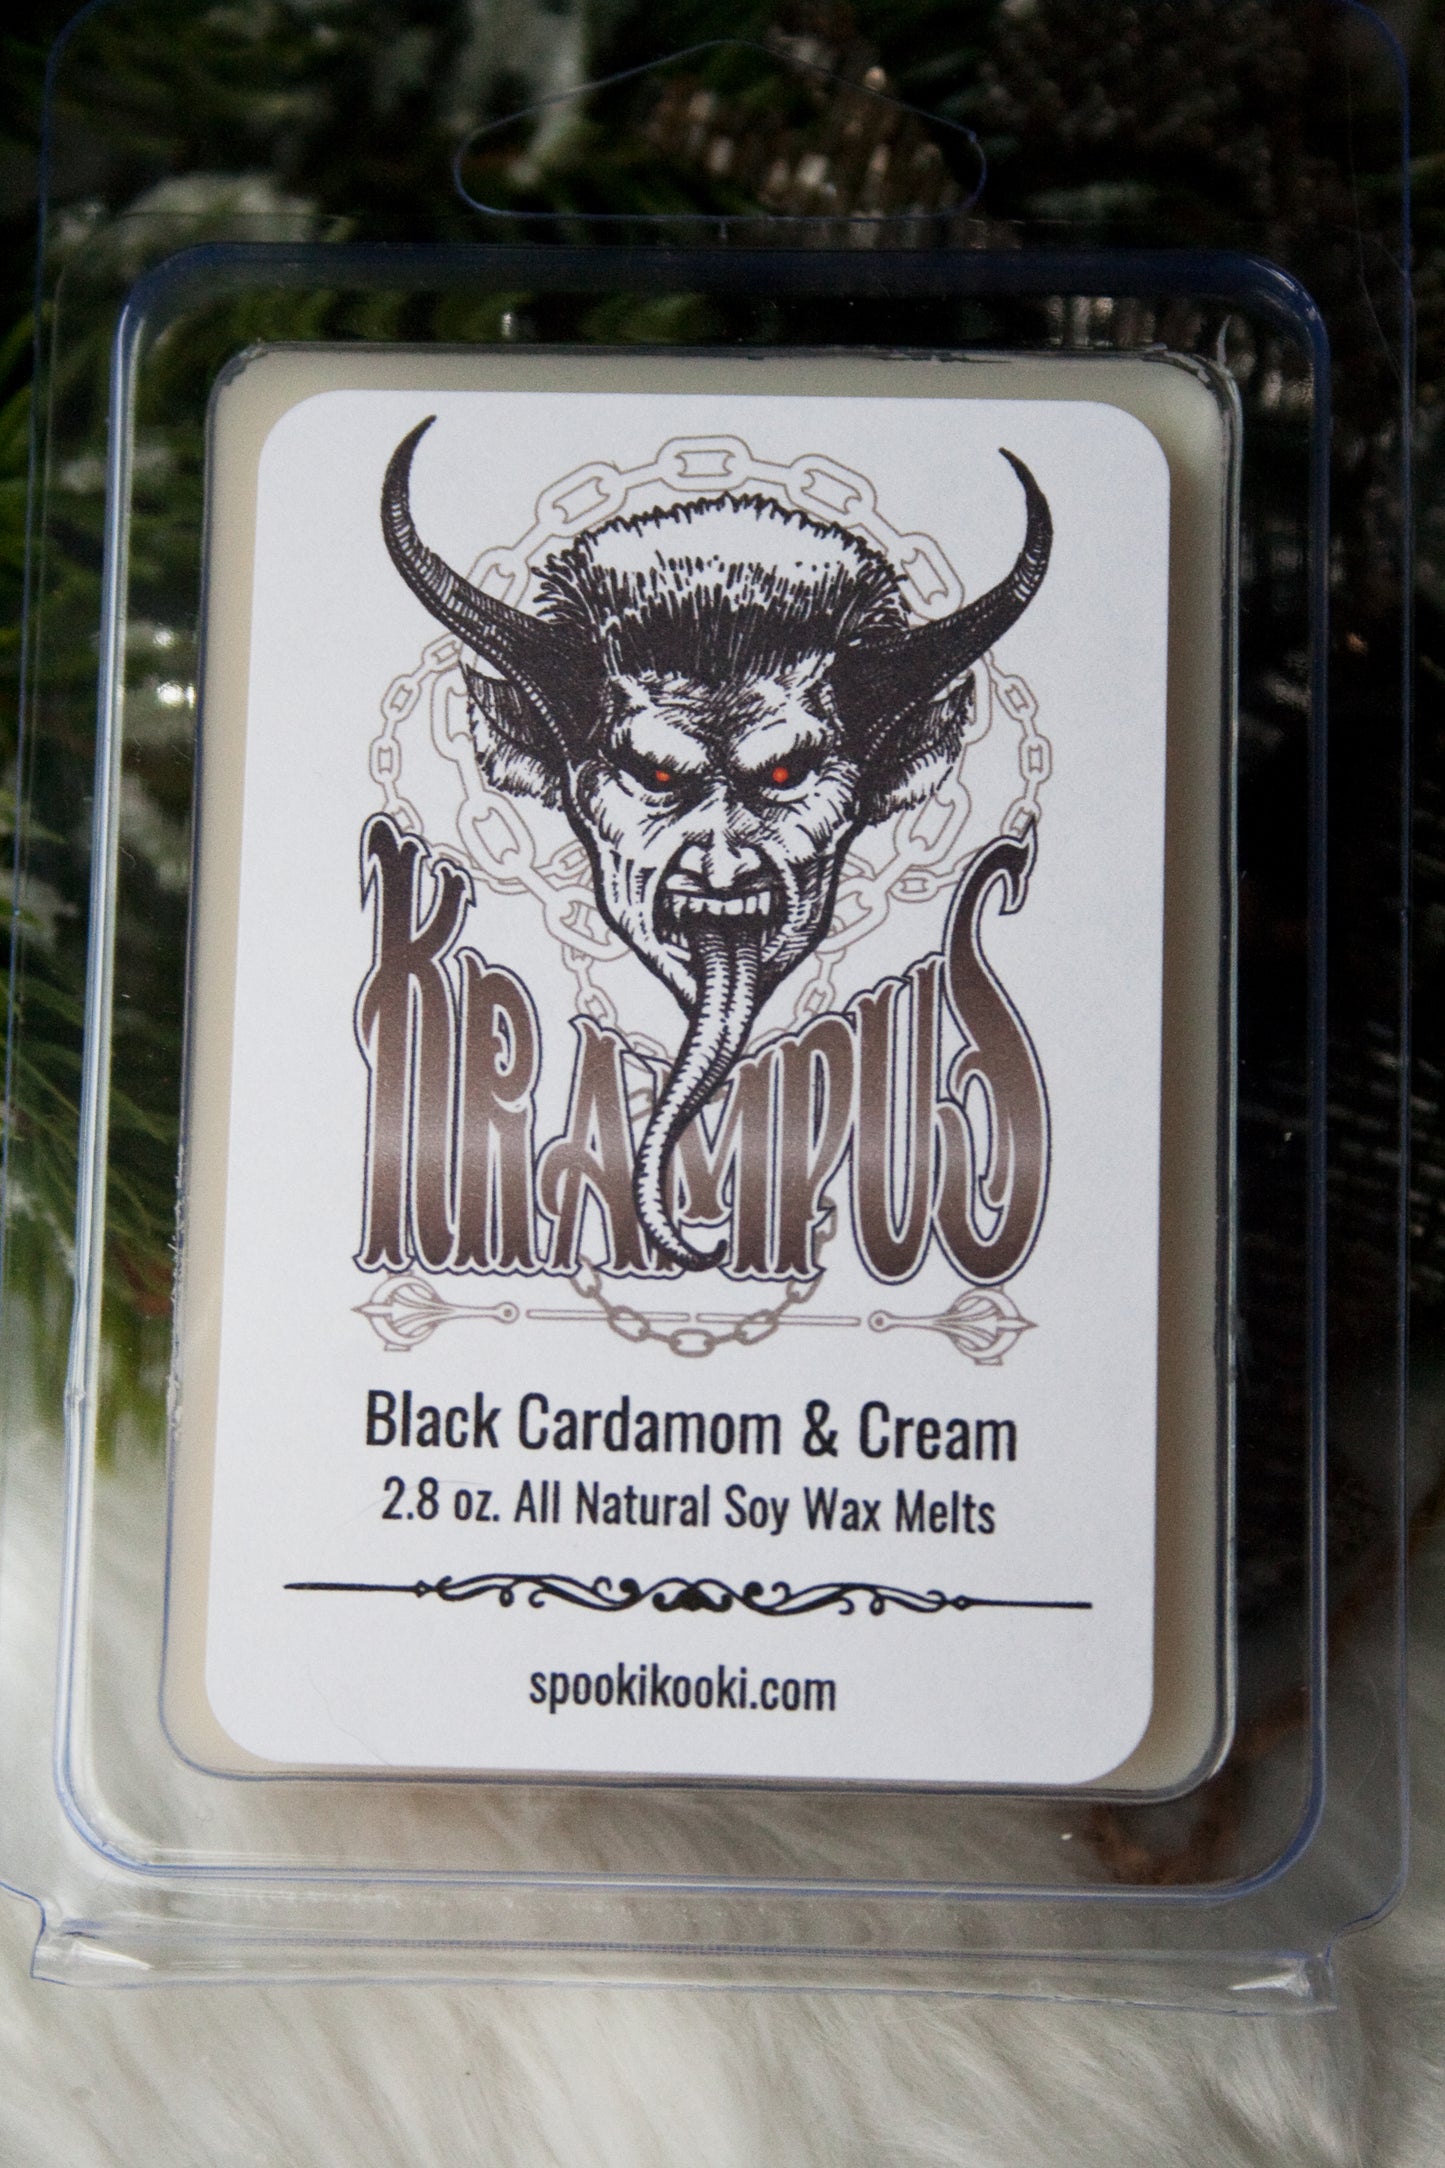 KRAMPUS
Black Cardamom & Cream
2.8 oz. All Natural Soy Wax Melts
spookikooki.com